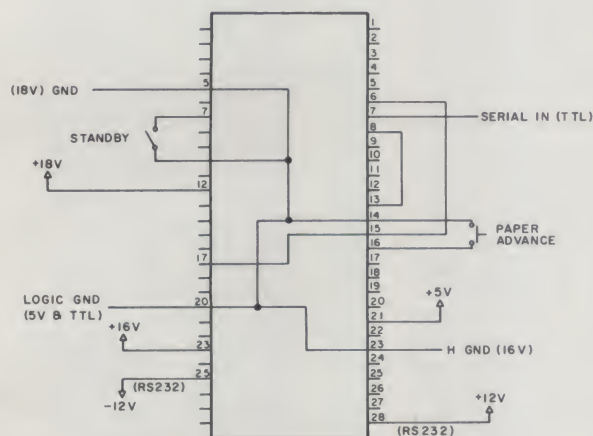 1
2
3
4
5
6
7
8
9
10
11
12
13
14
15
16
17
18
19
20
21
22
23
24
25
26
27
28
5
7
12
17
20
23
25
(18V) GND
STANDBY
+18V
LOGIC GND
(5V & TTL)
+16V
-12V
(RS232)
SERIAL IN (TTL)
PAPER
ADVANCE
+5V
H GND (16V)
+12V
(RS232)